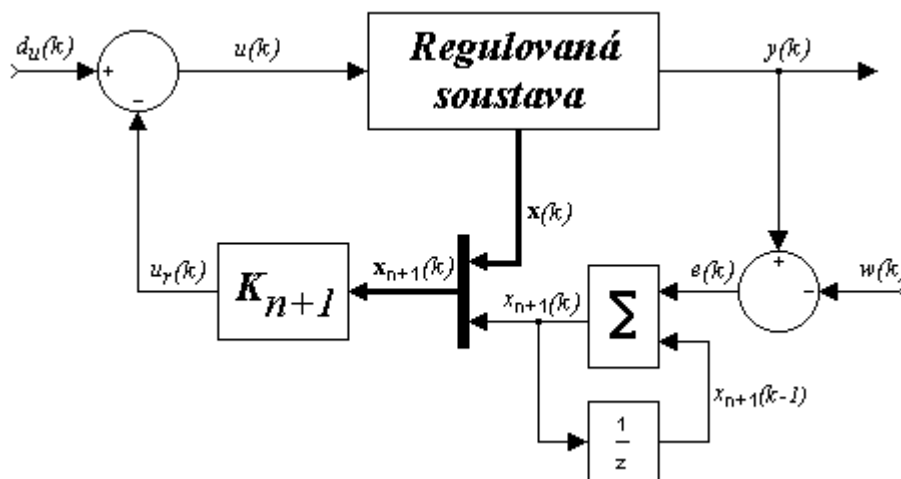 d_u(k)
u(k)
Regulovaná
soustava
y(k)
+
−
x(k)
+
u_r(k)
K_{n+1}
x_{n+1}(k)
x_{n+1}(k)
Σ
e(k)
−
w(k)
x_{n+1}(k-1)
1
z